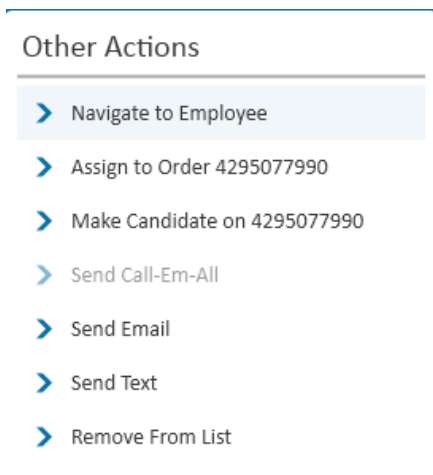 Other Actions
Navigate to Employee
Assign to Order 4295077990
Make Candidate on 4295077990
Send Call-Em-All
Send Email
Send Text
Remove From List